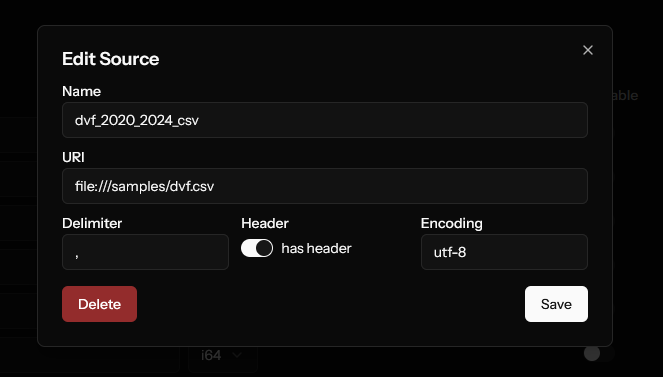 Edit Source
Name
dvf_2020_2024_csv
URI
file:///samples/dvf.csv
Delimiter
Header
Encoding
,
has header
utf-8
Delete
Save
able
i64